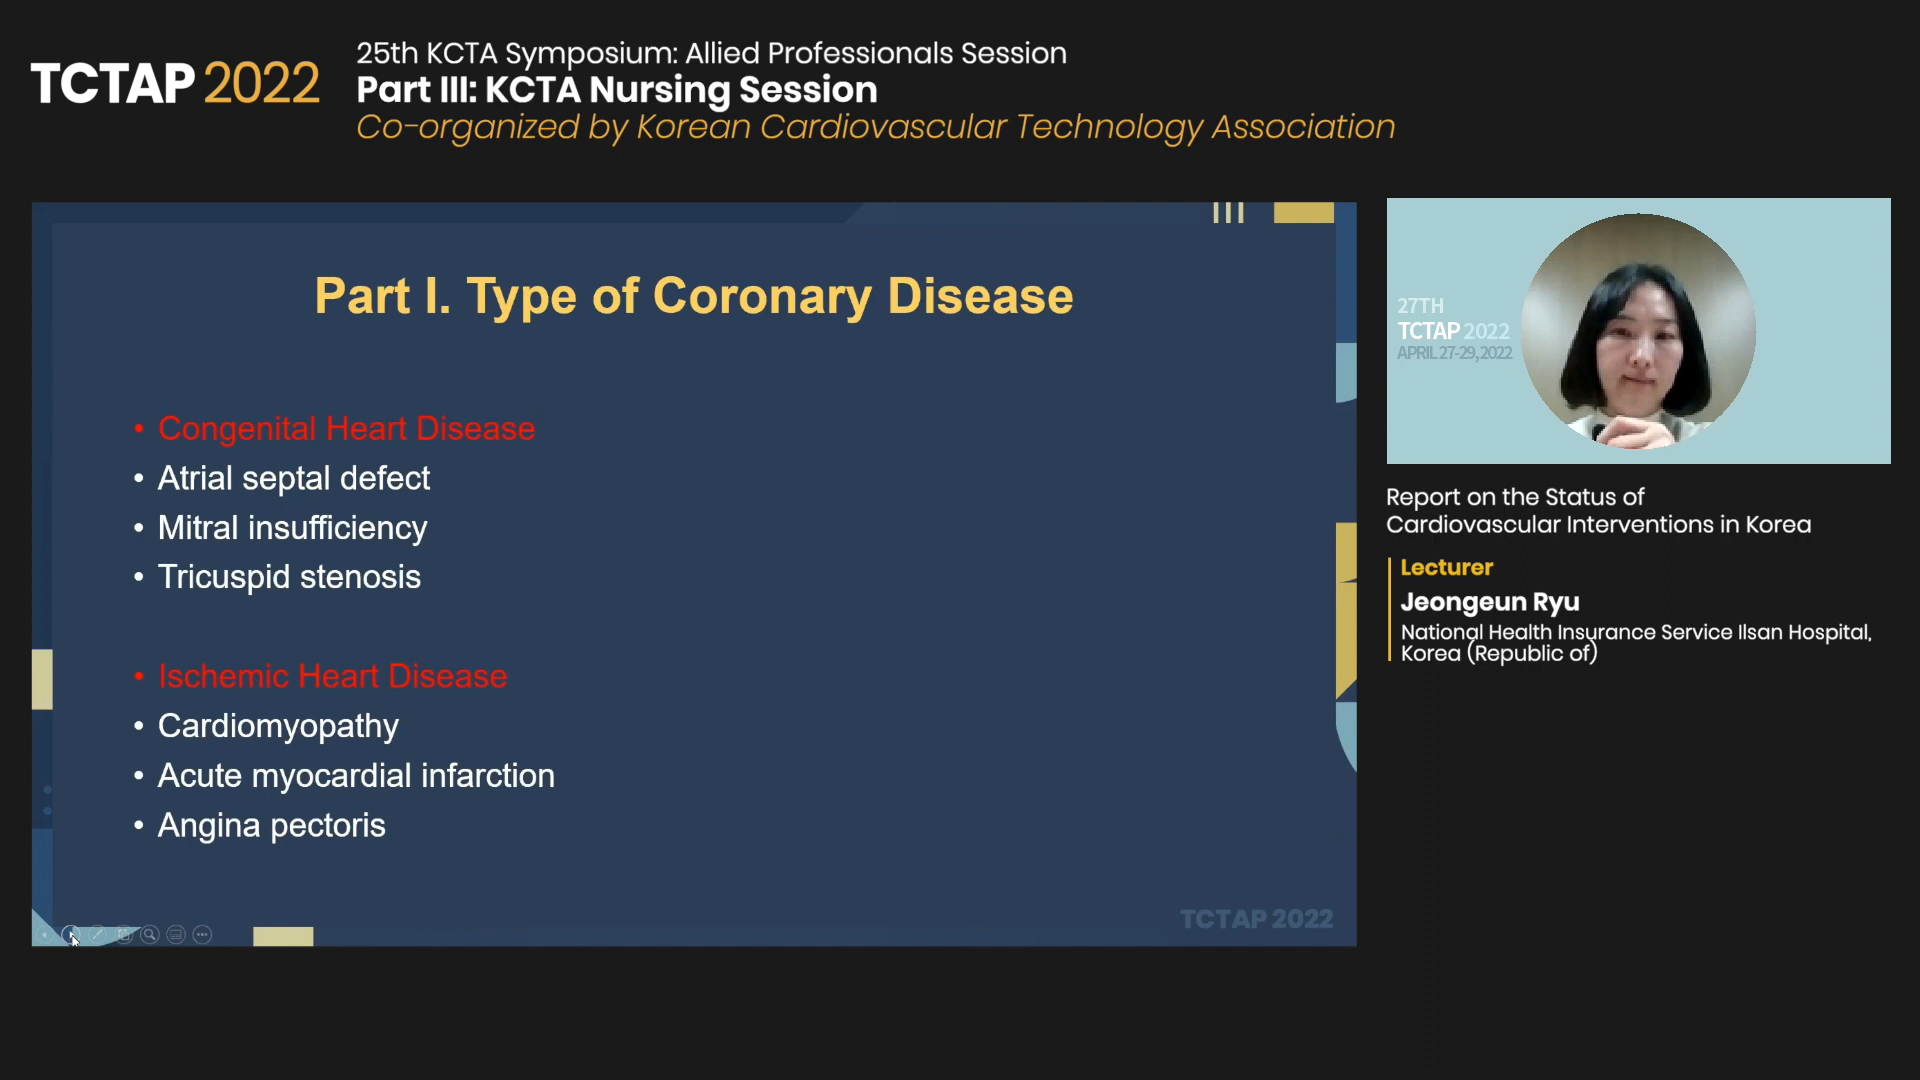 TCTAP 2022
25th KCTA Symposium: Allied Professionals Session
Part III: KCTA Nursing Session
Co-organized by Korean Cardiovascular Technology Association
Part I. Type of Coronary Disease
• Congenital Heart Disease
• Atrial septal defect
• Mitral insufficiency
• Tricuspid stenosis
• Ischemic Heart Disease
• Cardiomyopathy
• Acute myocardial infarction
• Angina pectoris
TCTAP 2022
27TH
TCTAP 2022
APRIL 27-29, 2022
Report on the Status of
Cardiovascular Interventions in Korea
Lecturer
Jeongeun Ryu
National Health Insurance Service Ilsan Hospital,
Korea (Republic of)